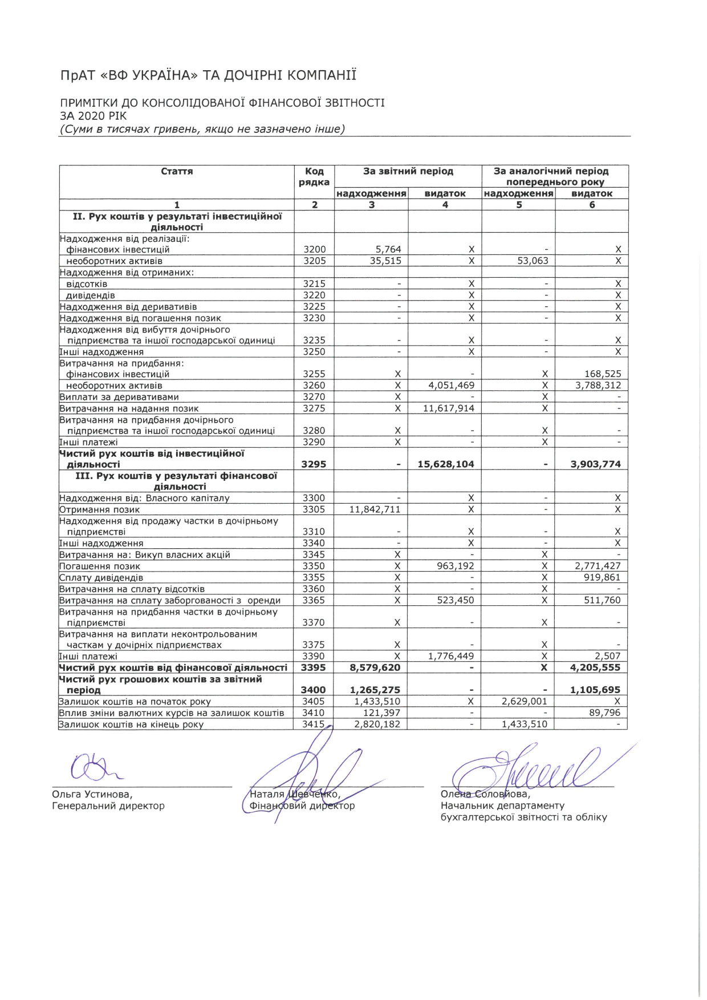 ПрАТ «ВФ УКРАЇНА» ТА ДОЧІРНІ КОМПАНІЇ
ПРИМІТКИ ДО КОНСОЛІДОВАНОЇ ФІНАНСОВОЇ ЗВІТНОСТІ
ЗА 2020 РІК
(Суми в тисячах гривень, якщо не зазначено інше)
Стаття Код За звітний період За аналогічний період
рядка попереднього року
надходження видаток надходження видаток
1 2 3 4 5 6
II. Рух коштів у результаті інвестиційної
діяльності
Надходження від реалізації:
фінансових інвестицій 3200 5,764 X - X
необоротних активів 3205 35,515 X 53,063 X
Надходження від отриманих:
відсотків 3215 - X - X
дивідендів 3220 - X - X
Надходження від деривативів 3225 - X - X
Надходження від погашення позик 3230 - X - X
Надходження від вибуття дочірнього
підприємства та іншої господарської одиниці 3235 - X - X
Інші надходження 3250 - X - X
Витрачання на придбання:
фінансових інвестицій 3255 X - X 168,525
необоротних активів 3260 X 4,051,469 X 3,788,312
Виплати за деривативами 3270 X - X -
Витрачання на надання позик 3275 X 11,617,914 X -
Витрачання на придбання дочірнього
підприємства та іншої господарської одиниці 3280 X - X -
Інші платежі 3290 X - X -
Чистий рух коштів від інвестиційної
діяльності 3295 - 15,628,104 - 3,903,774
III. Рух коштів у результаті фінансової
діяльності
Надходження від: Власного капіталу 3300 - X - X
Отримання позик 3305 11,842,711 X - X
Надходження від продажу частки в дочірньому
підприємстві 3310 - X - X
Інші надходження 3340 - X - X
Витрачання на: Викуп власних акцій 3345 X - X -
Погашення позик 3350 X 963,192 X 2,771,427
Сплату дивідендів 3355 X - X 919,861
Витрачання на сплату відсотків 3360 X - X -
Витрачання на сплату заборгованості з оренди 3365 X 523,450 X 511,760
Витрачання на придбання частки в дочірньому
підприємстві 3370 X - X -
Витрачання на виплати неконтрольованим
часткам у дочірніх підприємствах 3375 X - X -
Інші платежі 3390 X 1,776,449 X 2,507
Чистий рух коштів від фінансової діяльності 3395 8,579,620 - X 4,205,555
Чистий рух грошових коштів за звітний
період 3400 1,265,275 - - 1,105,695
Залишок коштів на початок року 3405 1,433,510 X 2,629,001 X
Вплив зміни валютних курсів на залишок коштів 3410 121,397 - - 89,796
Залишок коштів на кінець року 3415 2,820,182 - 1,433,510 -
Ольга Устинова, Наталя Шевченко, Олена Соловйова,
Генеральний директор Фінансовий директор Начальник департаменту
бухгалтерської звітності та обліку